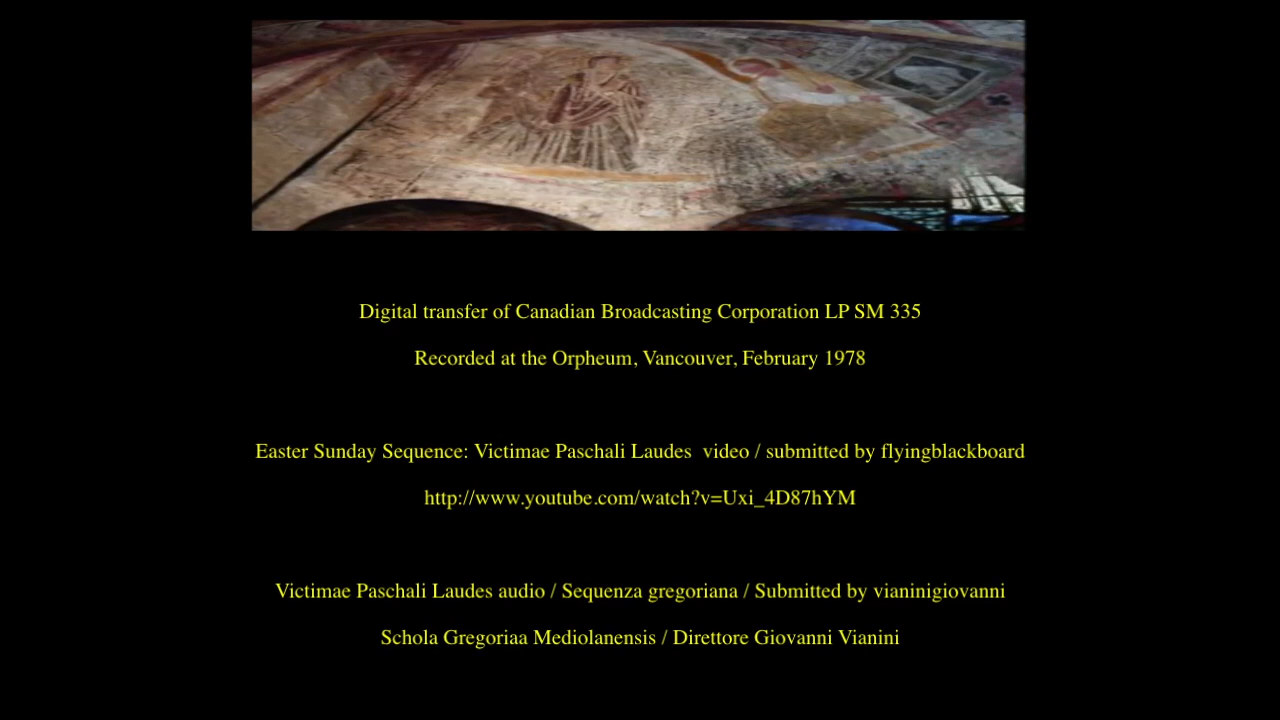 Digital transfer of Canadian Broadcasting Corporation LP SM 335
Recorded at the Orpheum, Vancouver, February 1978
Easter Sunday Sequence: Victimae Paschali Laudes  video / submitted by flyingblackboard
http://www.youtube.com/watch?v=Uxi_4D87hYM
Victimae Paschali Laudes audio / Sequenza gregoriana / Submitted by vianinigiovanni
Schola Gregoriaa Mediolanensis / Direttore Giovanni Vianini